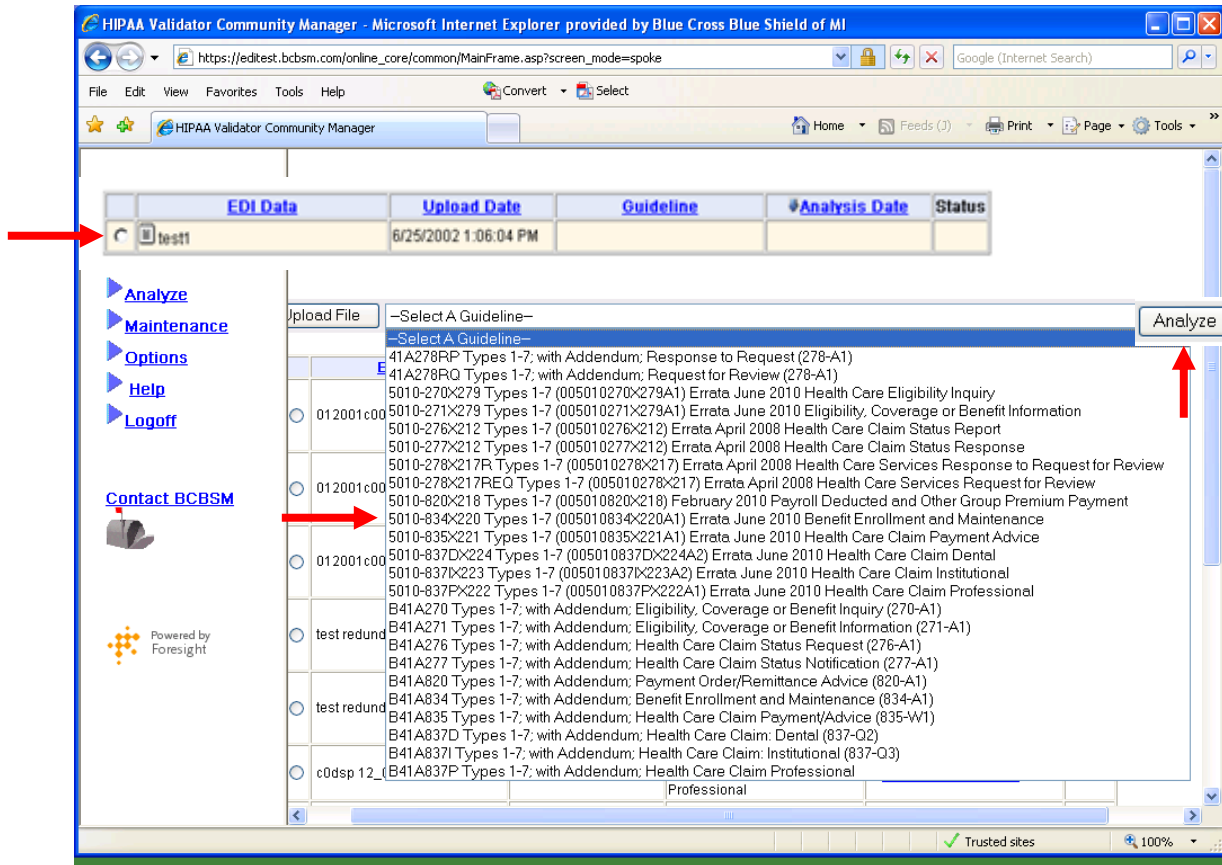 HIPAA Validator Community Manager - Microsoft Internet Explorer provided by Blue Cross Blue Shield of MI
https://editest.bcbsm.com/online_core/common/MainFrame.asp?screen_mode=spoke
Google (Internet Search)
File Edit View Favorites Tools Help
Convert
Select
HIPAA Validator Community Manager
Home
Feeds (J)
Print
Page
Tools
»
EDI Data Upload Date Guideline Analysis Date Status
test1 6/25/2002 1:06:04 PM
Analyze
Maintenance
Options
Help
Logoff
Contact BCBSM
Powered by
Foresight
Upload File
–Select A Guideline–
Analyze
–Select A Guideline–
41A278RP Types 1-7; with Addendum; Response to Request (278-A1)
41A278RQ Types 1-7; with Addendum; Request for Review (278-A1)
5010-270X279 Types 1-7 (005010270X279A1) Errata June 2010 Health Care Eligibility Inquiry
5010-271X279 Types 1-7 (005010271X279A1) Errata June 2010 Eligibility, Coverage or Benefit Information
5010-276X212 Types 1-7 (005010276X212) Errata April 2008 Health Care Claim Status Report
5010-277X212 Types 1-7 (005010277X212) Errata April 2008 Health Care Claim Status Response
5010-278X217R Types 1-7 (005010278X217) Errata April 2008 Health Care Services Response to Request for Review
5010-278X217REQ Types 1-7 (005010278X217) Errata April 2008 Health Care Services Request for Review
5010-820X218 Types 1-7 (005010820X218) February 2010 Payroll Deducted and Other Group Premium Payment
5010-834X220 Types 1-7 (005010834X220A1) Errata June 2010 Benefit Enrollment and Maintenance
5010-835X221 Types 1-7 (005010835X221A1) Errata June 2010 Health Care Claim Payment Advice
5010-837DX224 Types 1-7 (005010837DX224A2) Errata June 2010 Health Care Claim Dental
5010-837IX223 Types 1-7 (005010837IX223A2) Errata June 2010 Health Care Claim Institutional
5010-837PX222 Types 1-7 (005010837PX222A1) Errata June 2010 Health Care Claim Professional
B41A270 Types 1-7; with Addendum; Eligibility, Coverage or Benefit Inquiry (270-A1)
B41A271 Types 1-7; with Addendum; Eligibility, Coverage or Benefit Information (271-A1)
B41A276 Types 1-7; with Addendum; Health Care Claim Status Request (276-A1)
B41A277 Types 1-7; with Addendum; Health Care Claim Status Notification (277-A1)
B41A820 Types 1-7; with Addendum; Payment Order/Remittance Advice (820-A1)
B41A834 Types 1-7; with Addendum; Benefit Enrollment and Maintenance (834-A1)
B41A835 Types 1-7; with Addendum; Health Care Claim Payment/Advice (835-W1)
B41A837D Types 1-7; with Addendum; Health Care Claim: Dental (837-Q2)
B41A837I Types 1-7; with Addendum; Health Care Claim: Institutional (837-Q3)
B41A837P Types 1-7; with Addendum; Health Care Claim Professional
E
012001c00
012001c00
012001c00
test redund
test redund
c0dsp 12_
Professional
Trusted sites
100%